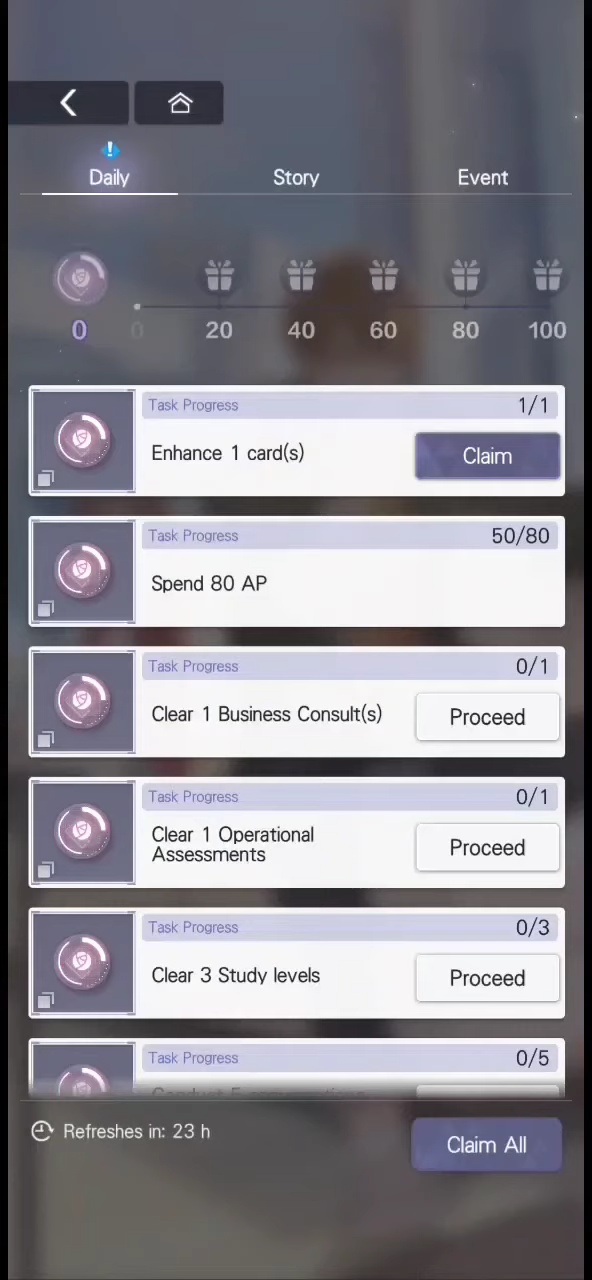 Daily
Story
Event
0
0
20
40
60
80
100
Task Progress
1/1
Enhance 1 card(s)
Claim
Task Progress
50/80
Spend 80 AP
Task Progress
0/1
Clear 1 Business Consult(s)
Proceed
Task Progress
0/1
Clear 1 Operational
Assessments
Proceed
Task Progress
0/3
Clear 3 Study levels
Proceed
Task Progress
0/5
Refreshes in: 23 h
Claim All